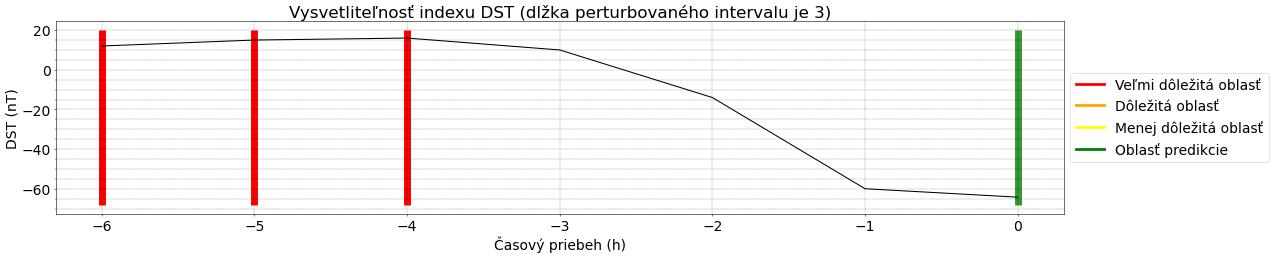 Vysvetliteľnosť indexu DST (dlžka perturbovaného intervalu je 3)
DST (nT)
20
0
−20
−40
−60
−6
−5
−4
−3
−2
−1
0
Časový priebeh (h)
Veľmi dôležitá oblasť
Dôležitá oblasť
Menej dôležitá oblasť
Oblasť predikcie